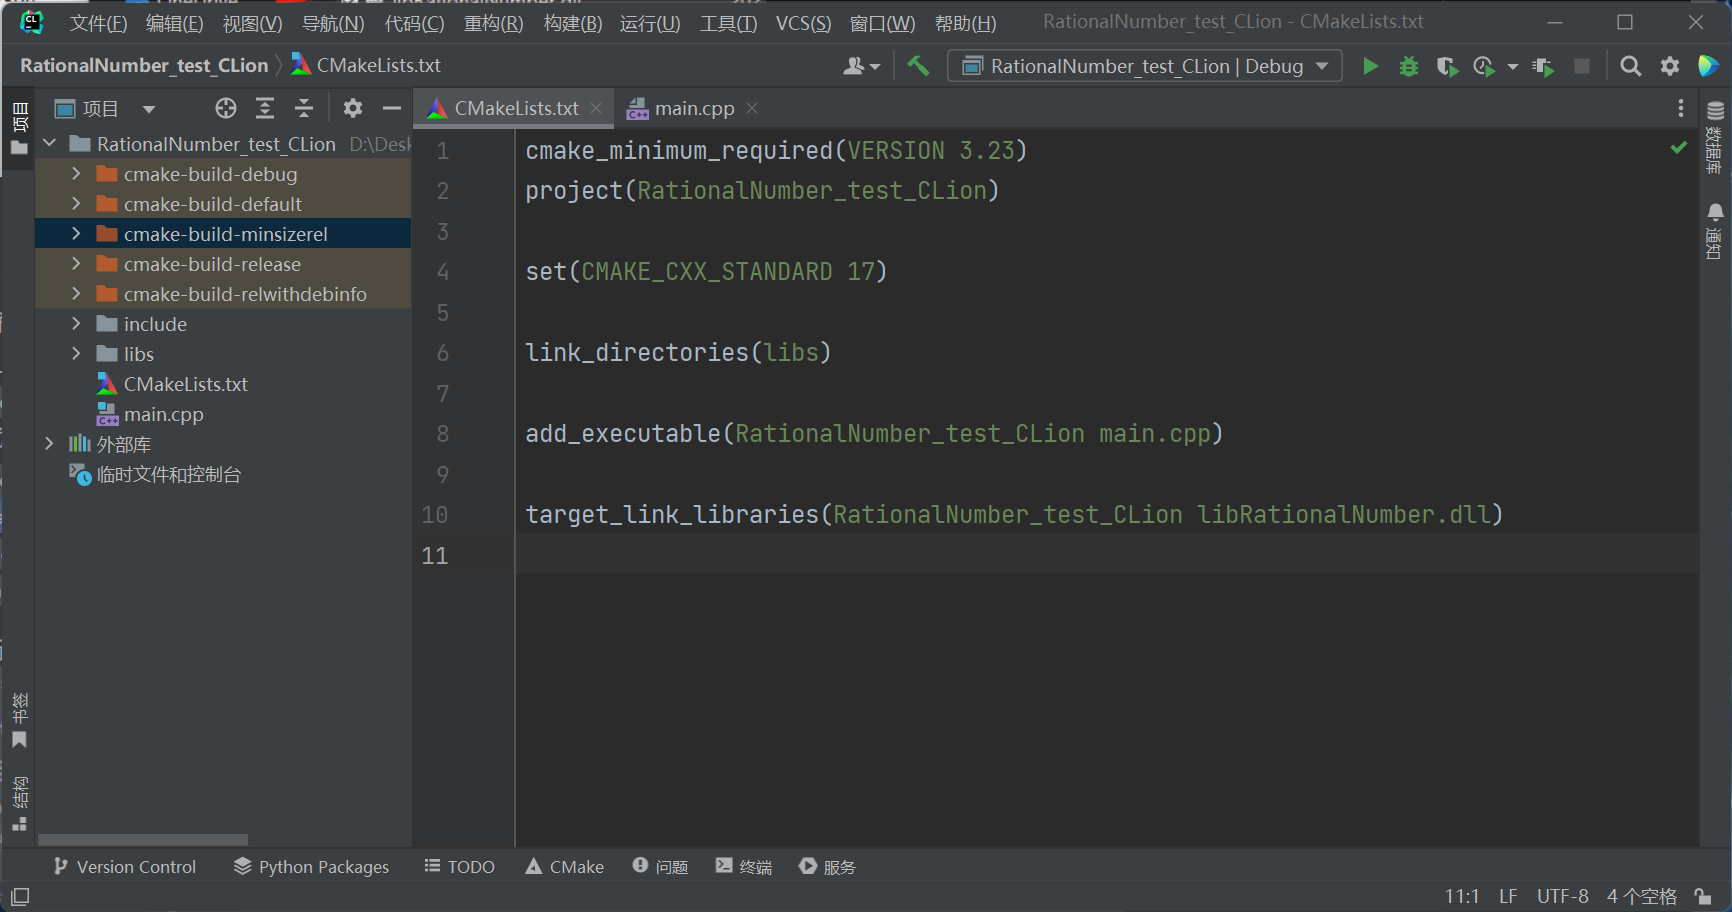 文件(F) 编辑(E) 视图(V) 导航(N) 代码(C) 重构(R) 构建(B) 运行(U) 工具(T) VCS(S) 窗口(W) 帮助(H) RationalNumber_test_CLion - CMakeLists.txt
RationalNumber_test_CLion CMakeLists.txt RationalNumber_test_CLion | Debug
项目
项目
CMakeLists.txt main.cpp
RationalNumber_test_CLion D:\Desk
cmake-build-debug
cmake-build-default
cmake-build-minsizerel
cmake-build-release
cmake-build-relwithdebinfo
include
libs
CMakeLists.txt
main.cpp
外部库
临时文件和控制台
1 cmake_minimum_required(VERSION 3.23)
2 project(RationalNumber_test_CLion)
3
4 set(CMAKE_CXX_STANDARD 17)
5
6 link_directories(libs)
7
8 add_executable(RationalNumber_test_CLion main.cpp)
9
10 target_link_libraries(RationalNumber_test_CLion libRationalNumber.dll)
11
数据库
通知
书签
结构
Version Control Python Packages TODO CMake 问题 终端 服务
11:1 LF UTF-8 4 个空格